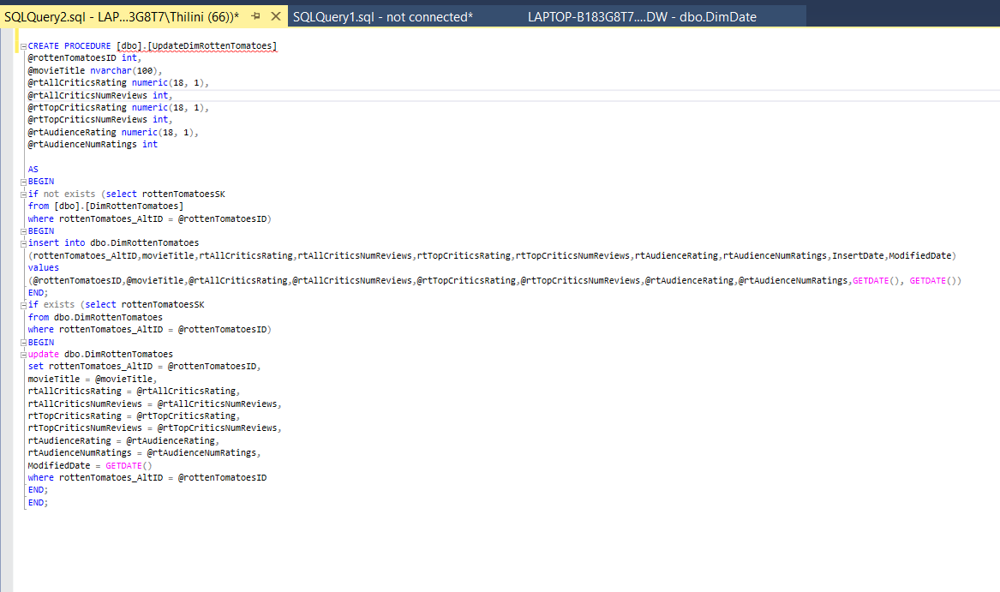 SQLQuery2.sql - LAP...3G8T7\Thilini (66))* SQLQuery1.sql - not connected* LAPTOP-B183G8T7....DW - dbo.DimDate
CREATE PROCEDURE [dbo].[UpdateDimRottenTomatoes]
@rottenTomatoesID int,
@movieTitle nvarchar(100),
@rtAllCriticsRating numeric(18, 1),
@rtAllCriticsNumReviews int,
@rtTopCriticsRating numeric(18, 1),
@rtTopCriticsNumReviews int,
@rtAudienceRating numeric(18, 1),
@rtAudienceNumRatings int
AS
BEGIN
if not exists (select rottenTomatoesSK
from [dbo].[DimRottenTomatoes]
where rottenTomatoes_AltID = @rottenTomatoesID)
BEGIN
insert into dbo.DimRottenTomatoes
(rottenTomatoes_AltID,movieTitle,rtAllCriticsRating,rtAllCriticsNumReviews,rtTopCriticsRating,rtTopCriticsNumReviews,rtAudienceRating,rtAudienceNumRatings,InsertDate,ModifiedDate)
values
(@rottenTomatoesID,@movieTitle,@rtAllCriticsRating,@rtAllCriticsNumReviews,@rtTopCriticsRating,@rtTopCriticsNumReviews,@rtAudienceRating,@rtAudienceNumRatings,GETDATE(), GETDATE())
END;
if exists (select rottenTomatoesSK
from dbo.DimRottenTomatoes
where rottenTomatoes_AltID = @rottenTomatoesID)
BEGIN
update dbo.DimRottenTomatoes
set rottenTomatoes_AltID = @rottenTomatoesID,
movieTitle = @movieTitle,
rtAllCriticsRating = @rtAllCriticsRating,
rtAllCriticsNumReviews = @rtAllCriticsNumReviews,
rtTopCriticsRating = @rtTopCriticsRating,
rtTopCriticsNumReviews = @rtTopCriticsNumReviews,
rtAudienceRating = @rtAudienceRating,
rtAudienceNumRatings = @rtAudienceNumRatings,
ModifiedDate = GETDATE()
where rottenTomatoes_AltID = @rottenTomatoesID
END;
END;